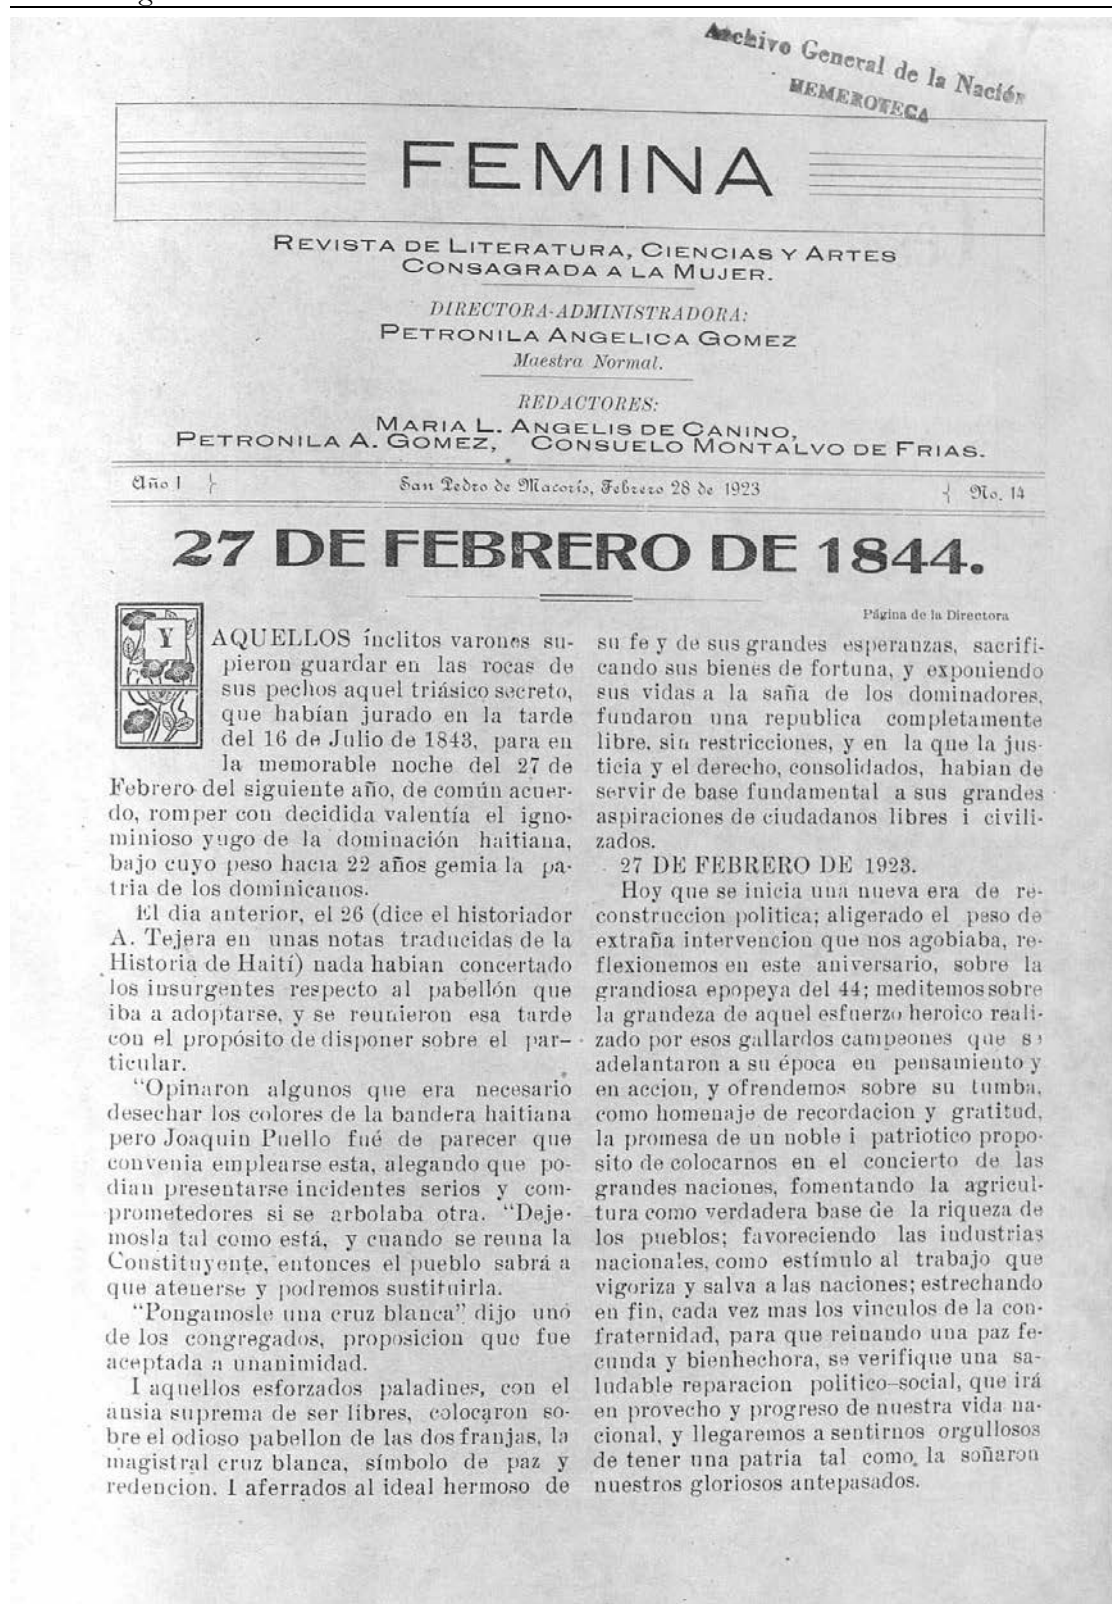 Archivo General de la Nación
HEMEROTECA
FEMINA
REVISTA DE LITERATURA, CIENCIAS Y ARTES
CONSAGRADA A LA MUJER.
DIRECTORA-ADMINISTRADORA:
PETRONILA ANGELICA GOMEZ
Maestra Normal.
REDACTORES:
MARIA L. ANGELIS DE CANINO,
PETRONILA A. GOMEZ, CONSUELO MONTALVO DE FRIAS.
Año I } San Pedro de Macorís, Febrero 28 de 1923 { No. 14
27 DE FEBRERO DE 1844.
Página de la Directora
Y AQUELLOS ínclitos varones su-
pieron guardar en las rocas de
sus pechos aquel triásico secreto,
que habían jurado en la tarde
del 16 de Julio de 1843, para en
la memorable noche del 27 de
Febrero del siguiente año, de común acuer-
do, romper con decidida valentía el igno-
minioso yugo de la dominación haitiana,
bajo cuyo peso hacia 22 años gemia la pa-
tria de los dominicanos.
El dia anterior, el 26 (dice el historiador
A. Tejera en unas notas traducidas de la
Historia de Haití) nada habian concertado
los insurgentes respecto al pabellón que
iba a adoptarse, y se reunieron esa tarde
con el propósito de disponer sobre el par-
ticular.
"Opinaron algunos que era necesario
desechar los colores de la bandera haitiana
pero Joaquin Puello fué de parecer que
convenia emplearse esta, alegando que po-
dian presentarse incidentes serios y com-
prometedores si se arbolaba otra. "Deje-
mosla tal como está, y cuando se reuna la
Constituyente, entonces el pueblo sabrá a
que atenerse y podremos sustituirla.
"Pongamosle una cruz blanca" dijo uno
de los congregados, proposicion que fue
aceptada a unanimidad.
I aquellos esforzados paladines, con el
ansia suprema de ser libres, colocaron so-
bre el odioso pabellon de las dos franjas, la
magistral cruz blanca, símbolo de paz y
redencion. I aferrados al ideal hermoso de
su fe y de sus grandes esperanzas, sacrifi-
cando sus bienes de fortuna, y exponiendo
sus vidas a la saña de los dominadores,
fundaron una republica completamente
libre, sin restricciones, y en la que la jus-
ticia y el derecho, consolidados, habian de
servir de base fundamental a sus grandes
aspiraciones de ciudadanos libres i civili-
zados.
27 DE FEBRERO DE 1923.
Hoy que se inicia una nueva era de re-
construccion politica; aligerado el peso de
extraña intervencion que nos agobiaba, re-
flexionemos en este aniversario, sobre la
grandiosa epopeya del 44; meditemos sobre
la grandeza de aquel esfuerzo heroico reali-
zado por esos gallardos campeones que
adelantaron a su época en pensamiento y
en accion, y ofrendemos sobre su tumba,
como homenaje de recordacion y gratitud,
la promesa de un noble i patriotico propo-
sito de colocarnos en el concierto de las
grandes naciones, fomentando la agricul-
tura como verdadera base de la riqueza de
los pueblos; favoreciendo las industrias
nacionales, como estímulo al trabajo que
vigoriza y salva a las naciones; estrechando
en fin, cada vez mas los vinculos de la con-
fraternidad, para que reinando una paz fe-
cunda y bienhechora, se verifique una sa-
ludable reparacion politico-social, que irá
en provecho y progreso de nuestra vida na-
cional, y llegaremos a sentirnos orgullosos
de tener una patria tal como la soñaron
nuestros gloriosos antepasados.